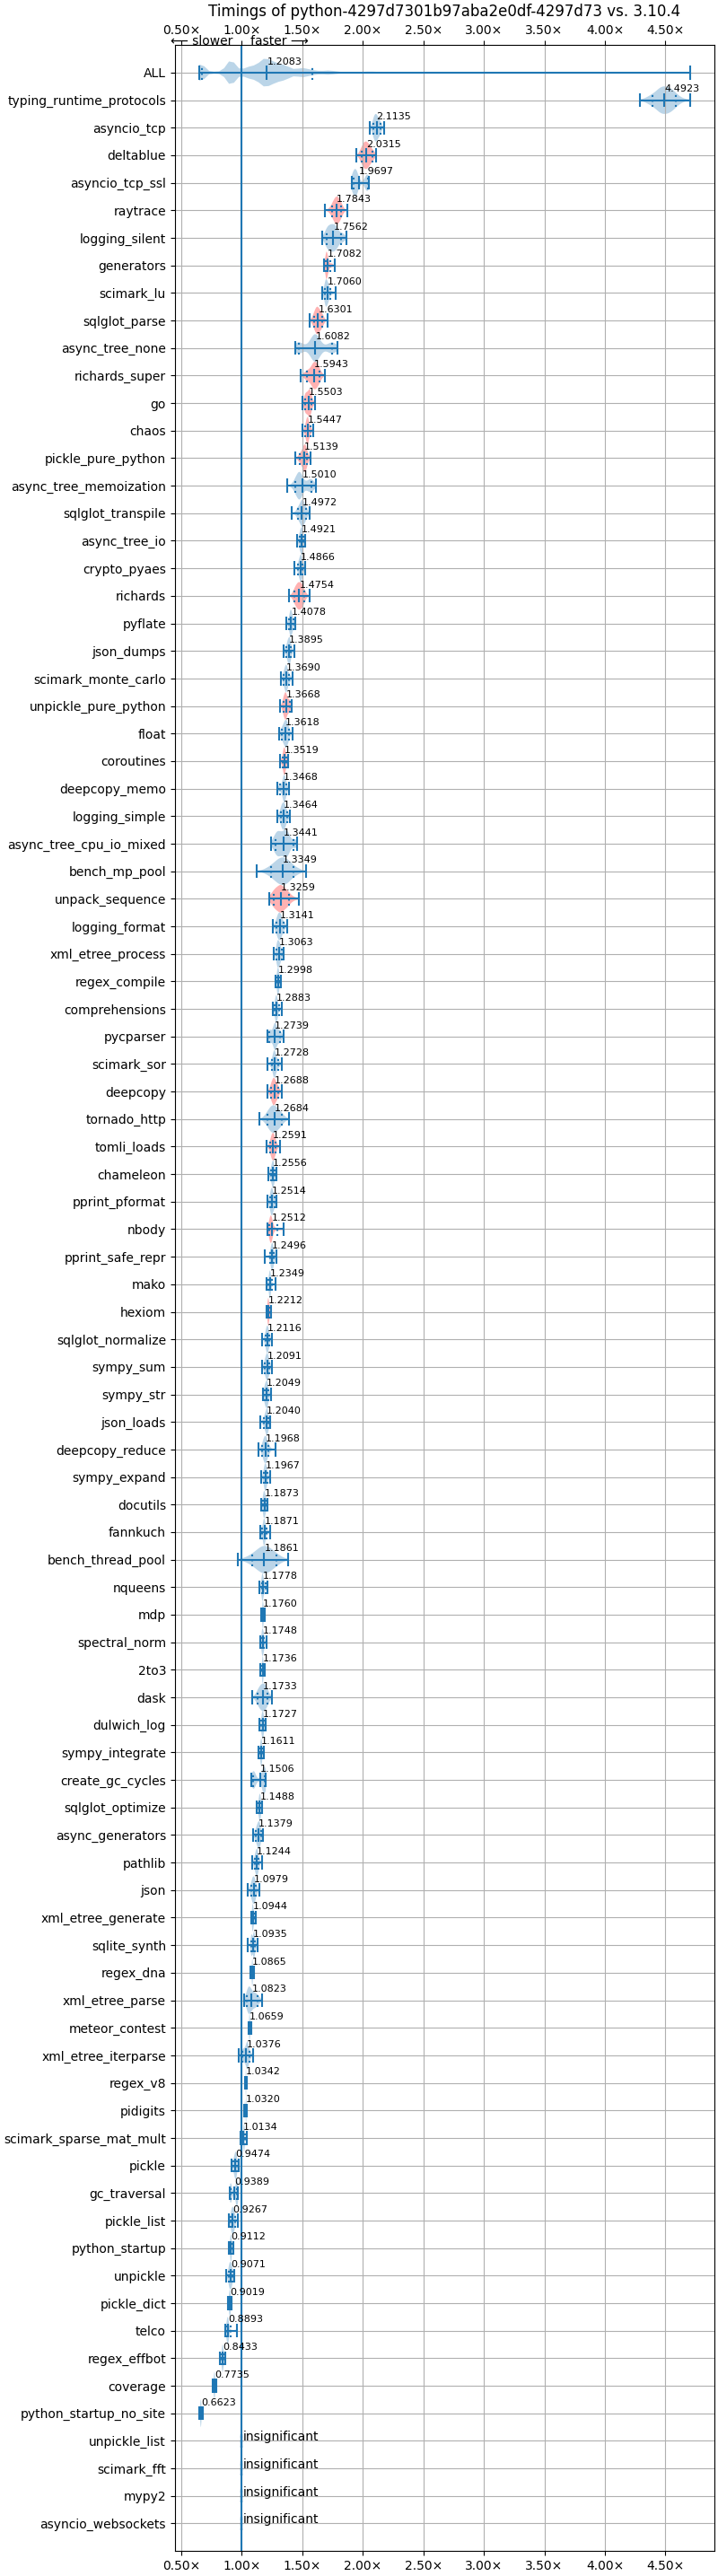 Timings of python-4297d7301b97aba2e0df-4297d73 vs. 3.10.4
0.50× 1.00× 1.50× 2.00× 2.50× 3.00× 3.50× 4.00× 4.50×
⟵ slower faster ⟶
ALL 1.2083
typing_runtime_protocols 4.4923
asyncio_tcp 2.1135
deltablue 2.0315
asyncio_tcp_ssl 1.9697
raytrace 1.7843
logging_silent 1.7562
generators 1.7082
scimark_lu 1.7060
sqlglot_parse 1.6301
async_tree_none 1.6082
richards_super 1.5943
go 1.5503
chaos 1.5447
pickle_pure_python 1.5139
async_tree_memoization 1.5010
sqlglot_transpile 1.4972
async_tree_io 1.4921
crypto_pyaes 1.4866
richards 1.4754
pyflate 1.4078
json_dumps 1.3895
scimark_monte_carlo 1.3690
unpickle_pure_python 1.3668
float 1.3618
coroutines 1.3519
deepcopy_memo 1.3468
logging_simple 1.3464
async_tree_cpu_io_mixed 1.3441
bench_mp_pool 1.3349
unpack_sequence 1.3259
logging_format 1.3141
xml_etree_process 1.3063
regex_compile 1.2998
comprehensions 1.2883
pycparser 1.2739
scimark_sor 1.2728
deepcopy 1.2688
tornado_http 1.2684
tomli_loads 1.2591
chameleon 1.2556
pprint_pformat 1.2514
nbody 1.2512
pprint_safe_repr 1.2496
mako 1.2349
hexiom 1.2212
sqlglot_normalize 1.2116
sympy_sum 1.2091
sympy_str 1.2049
json_loads 1.2040
deepcopy_reduce 1.1968
sympy_expand 1.1967
docutils 1.1873
fannkuch 1.1871
bench_thread_pool 1.1861
nqueens 1.1778
mdp 1.1760
spectral_norm 1.1748
2to3 1.1736
dask 1.1733
dulwich_log 1.1727
sympy_integrate 1.1611
create_gc_cycles 1.1506
sqlglot_optimize 1.1488
async_generators 1.1379
pathlib 1.1244
json 1.0979
xml_etree_generate 1.0944
sqlite_synth 1.0935
regex_dna 1.0865
xml_etree_parse 1.0823
meteor_contest 1.0659
xml_etree_iterparse 1.0376
regex_v8 1.0342
pidigits 1.0320
scimark_sparse_mat_mult 1.0134
pickle 0.9474
gc_traversal 0.9389
pickle_list 0.9267
python_startup 0.9112
unpickle 0.9071
pickle_dict 0.9019
telco 0.8893
regex_effbot 0.8433
coverage 0.7735
python_startup_no_site 0.6623
unpickle_list insignificant
scimark_fft insignificant
mypy2 insignificant
asyncio_websockets insignificant
0.50× 1.00× 1.50× 2.00× 2.50× 3.00× 3.50× 4.00× 4.50×